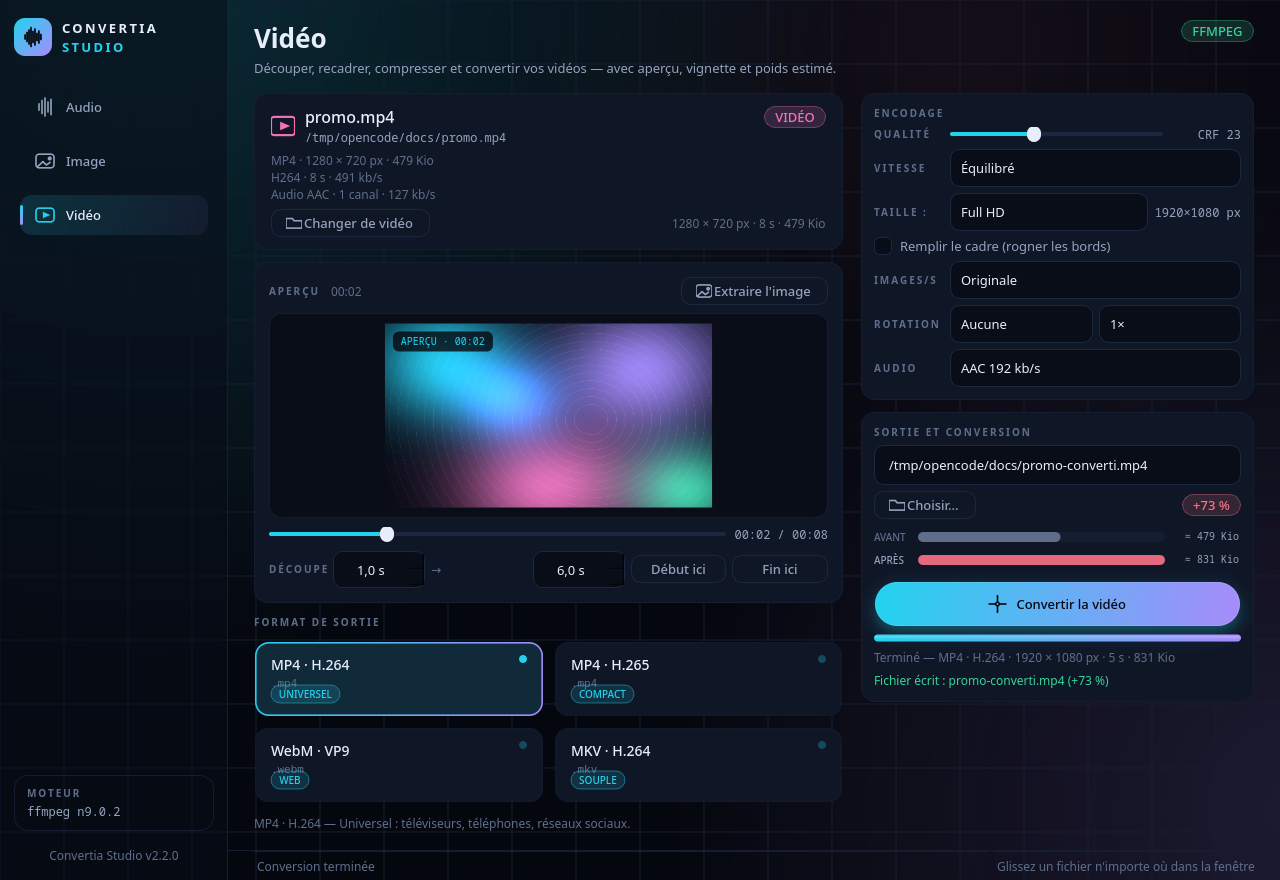 CONVERTIA
STUDIO
Audio
Image
Vidéo
MOTEUR
ffmpeg n9.0.2
Convertia Studio v2.2.0
Vidéo
FFMPEG
Découper, recadrer, compresser et convertir vos vidéos — avec aperçu, vignette et poids estimé.
promo.mp4
VIDÉO
/tmp/opencode/docs/promo.mp4
MP4 · 1280 × 720 px · 479 Kio
H264 · 8 s · 491 kb/s
Audio AAC · 1 canal · 127 kb/s
Changer de vidéo
1280 × 720 px · 8 s · 479 Kio
APERÇU 00:02
Extraire l'image
APERÇU · 00:02
00:02 / 00:08
DÉCOUPE 1,0 s → 6,0 s Début ici Fin ici
FORMAT DE SORTIE
MP4 · H.264
.mp4
UNIVERSEL
MP4 · H.265
.mp4
COMPACT
WebM · VP9
.webm
WEB
MKV · H.264
.mkv
SOUPLE
MP4 · H.264 — Universel : téléviseurs, téléphones, réseaux sociaux.
ENCODAGE
QUALITÉ CRF 23
VITESSE Équilibré
TAILLE : Full HD 1920×1080 px
Remplir le cadre (rogner les bords)
IMAGES/S Originale
ROTATION Aucune 1×
AUDIO AAC 192 kb/s
SORTIE ET CONVERSION
/tmp/opencode/docs/promo-converti.mp4
Choisir… +73 %
AVANT ≈ 479 Kio
APRÈS ≈ 831 Kio
Convertir la vidéo
Terminé — MP4 · H.264 · 1920 × 1080 px · 5 s · 831 Kio
Fichier écrit : promo-converti.mp4 (+73 %)
Conversion terminée
Glissez un fichier n'importe où dans la fenêtre